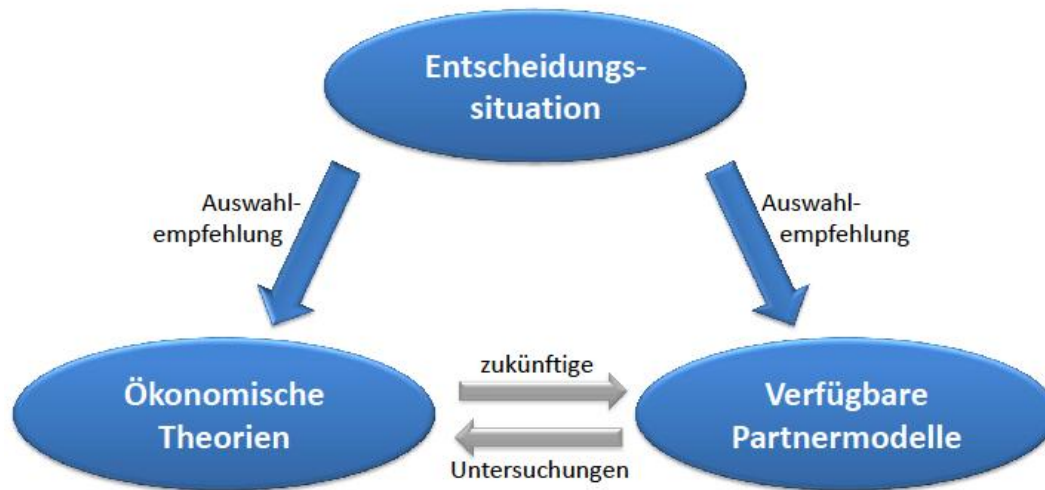 Entscheidungs-
situation
Auswahl-
empfehlung
Auswahl-
empfehlung
zukünftige
Ökonomische
Theorien
Verfügbare
Partnermodelle
Untersuchungen